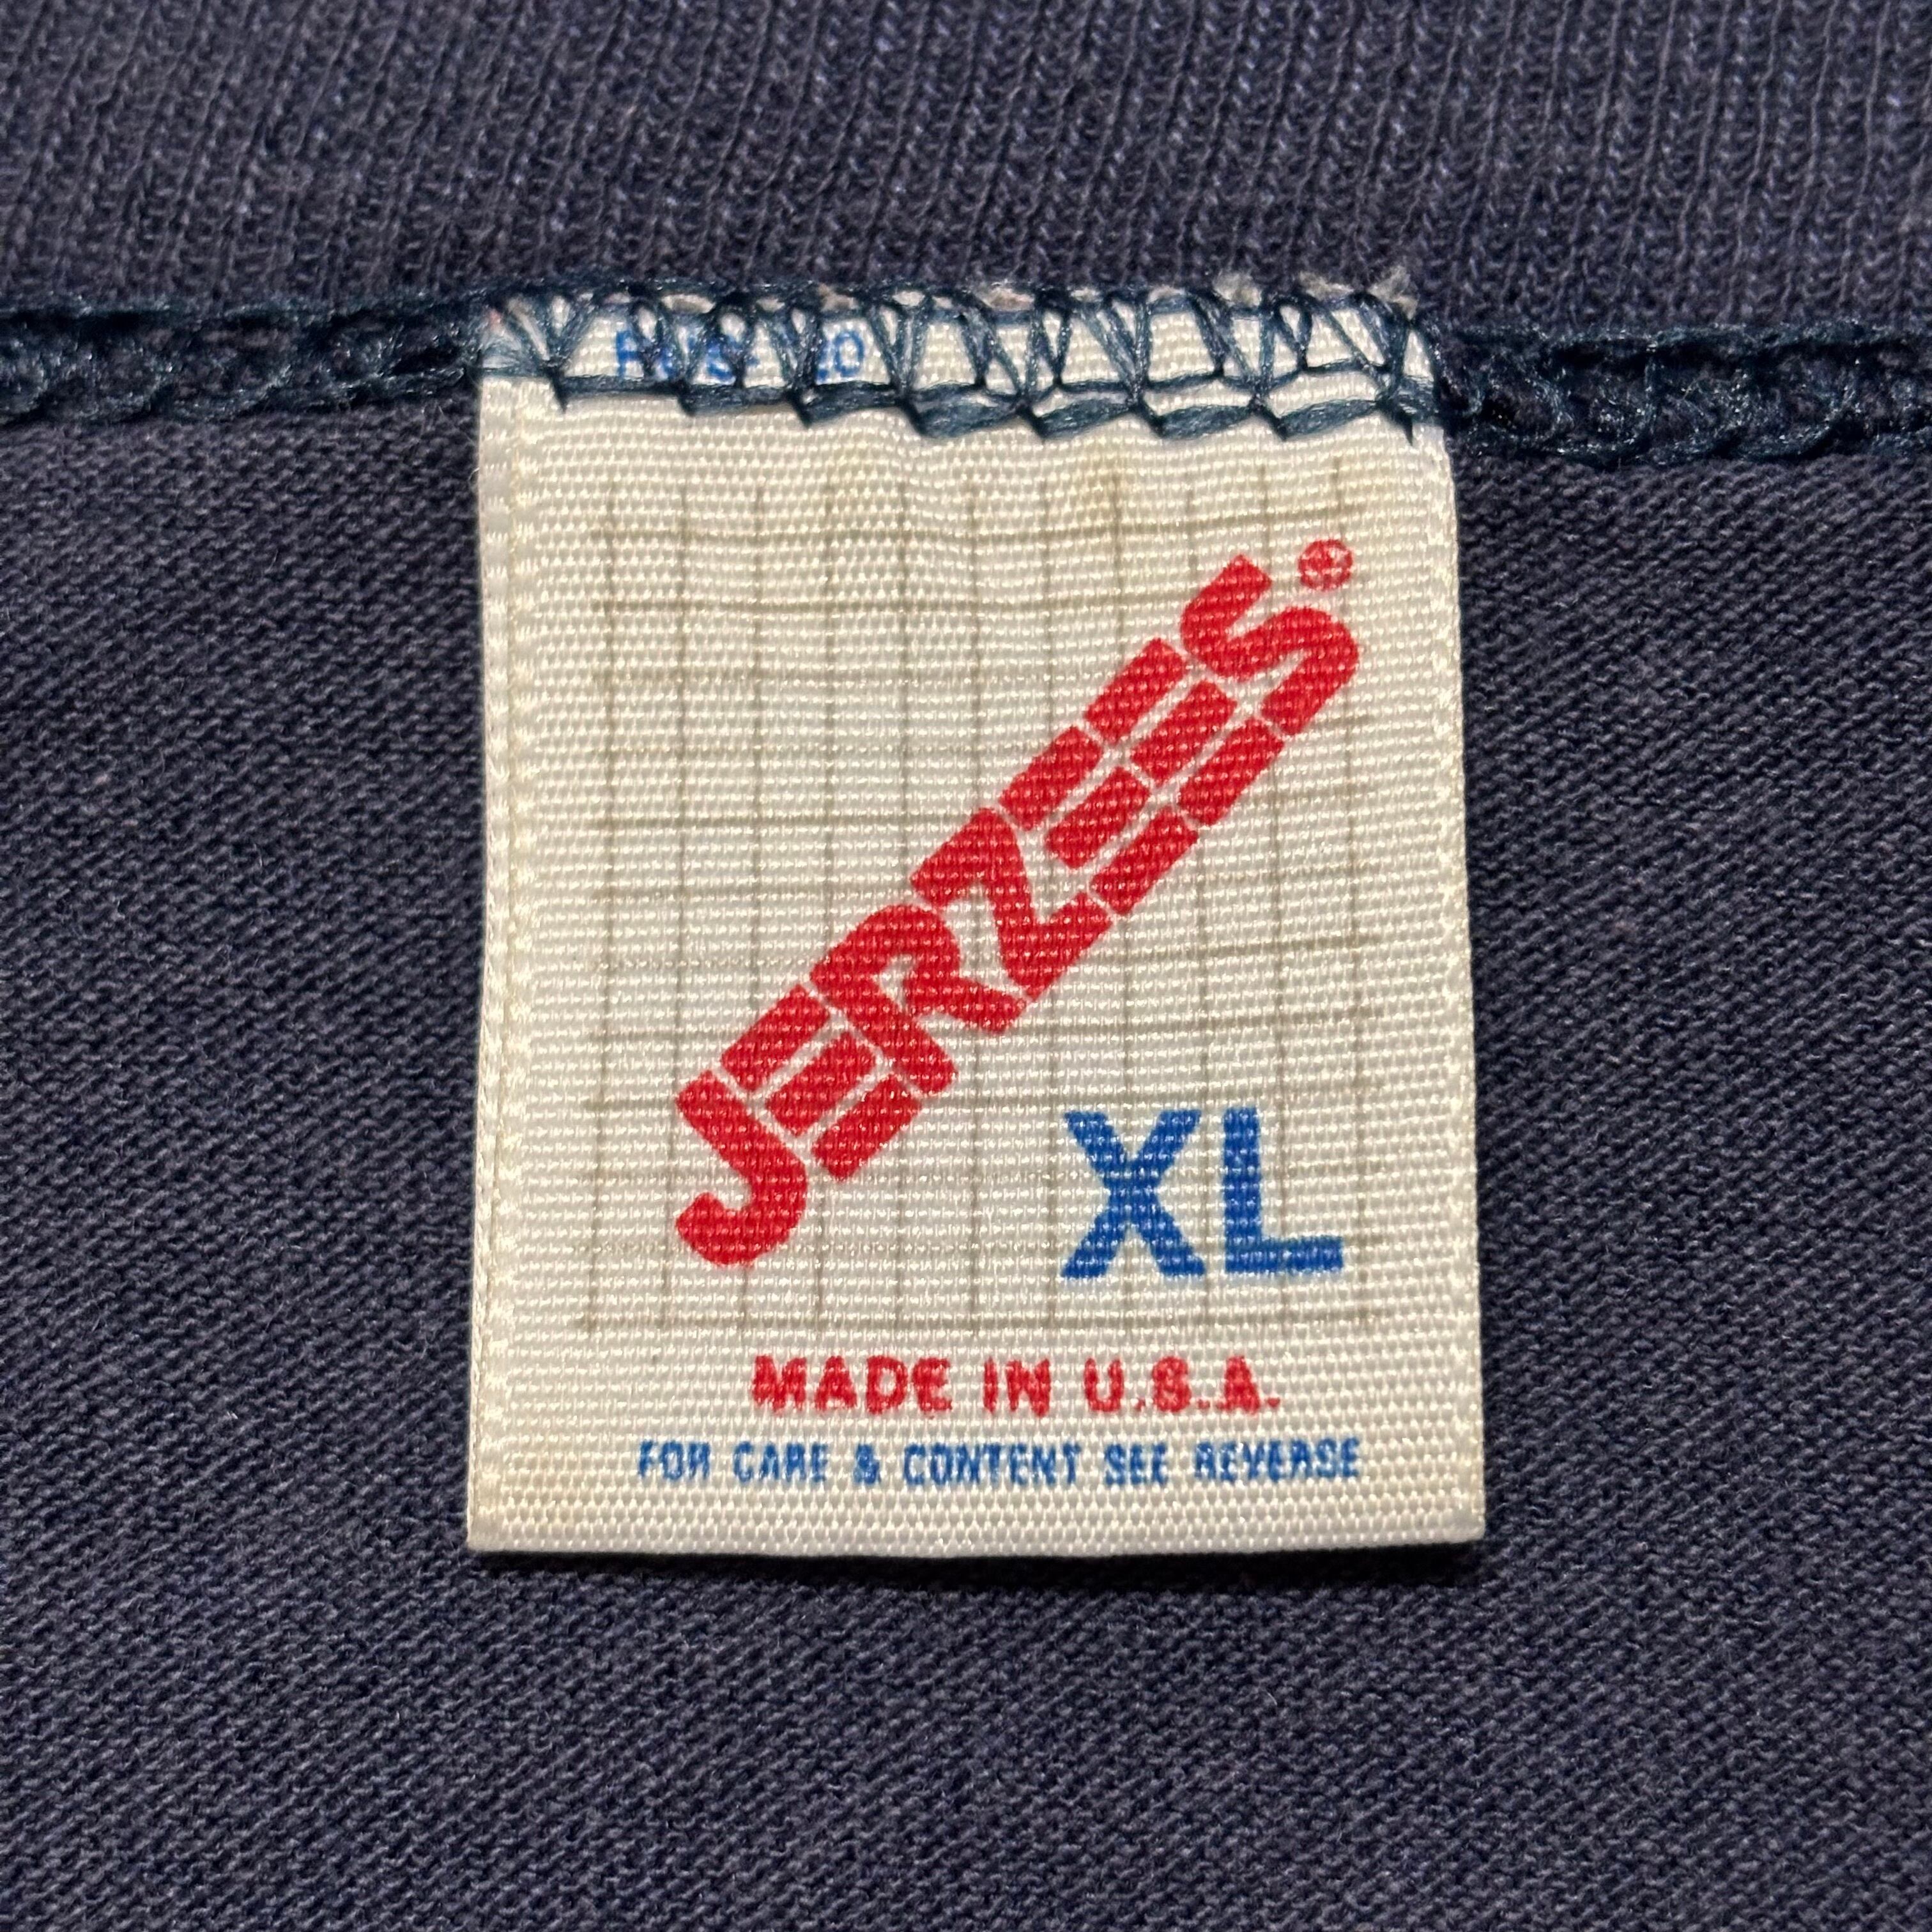 JERZEES®
XL
MADE IN U.S.A.
FOR CARE & CONTENT SEE REVERSE